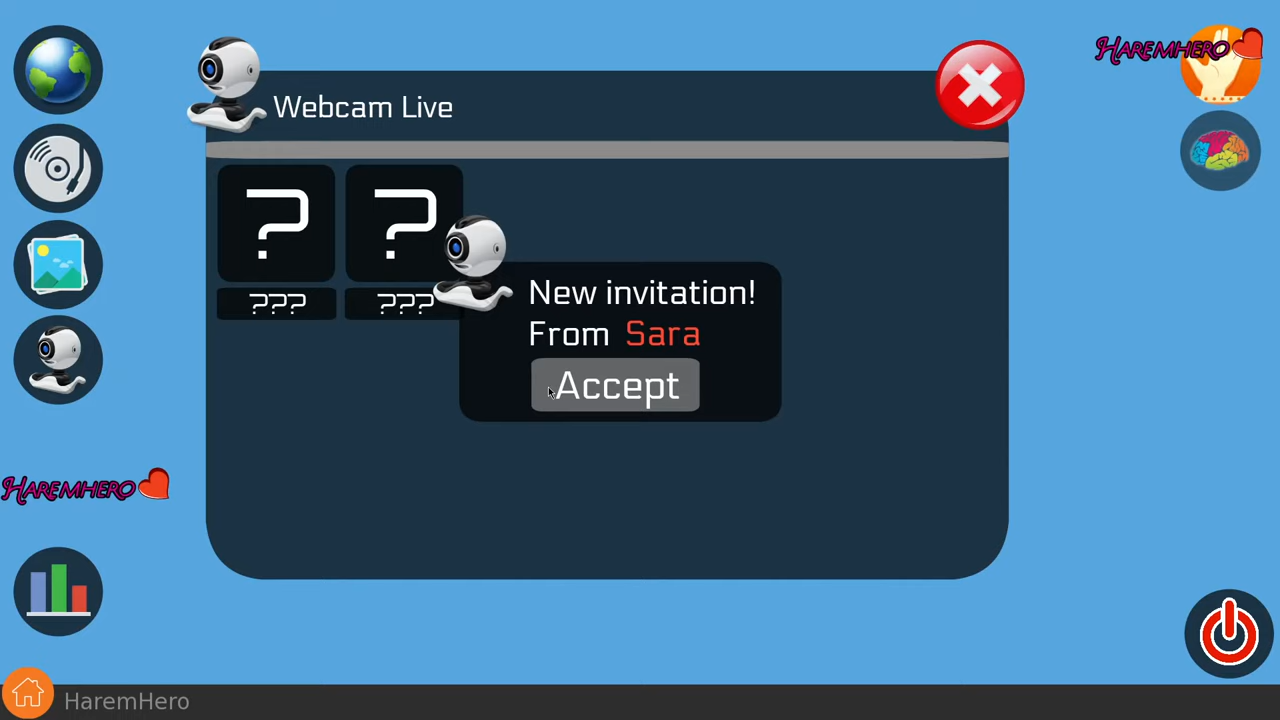 HAREMHERO
Webcam Live
?
?
???
???
New invitation!
From Sara
Accept
HAREMHERO
HaremHero